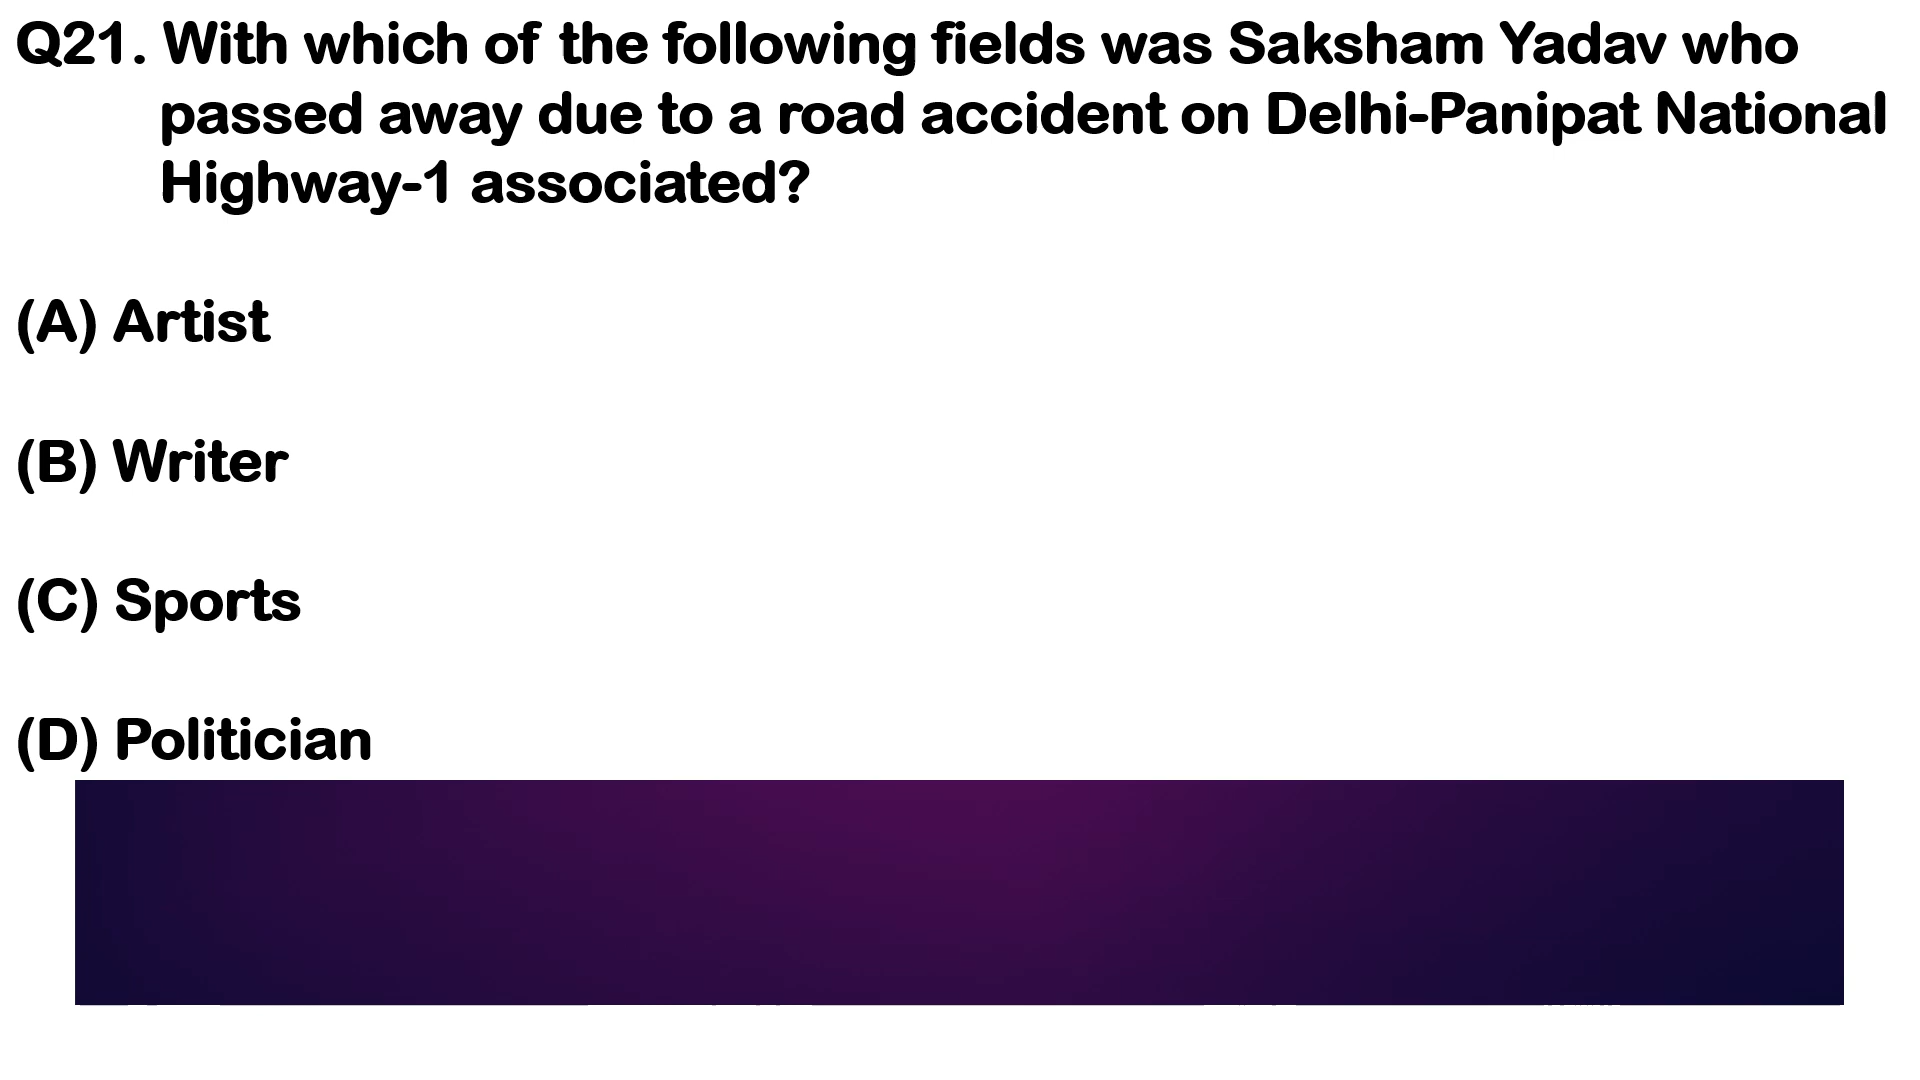 Q21. With which of the following fields was Saksham Yadav who
passed away due to a road accident on Delhi-Panipat National
Highway-1 associated?
(A) Artist
(B) Writer
(C) Sports
(D) Politician